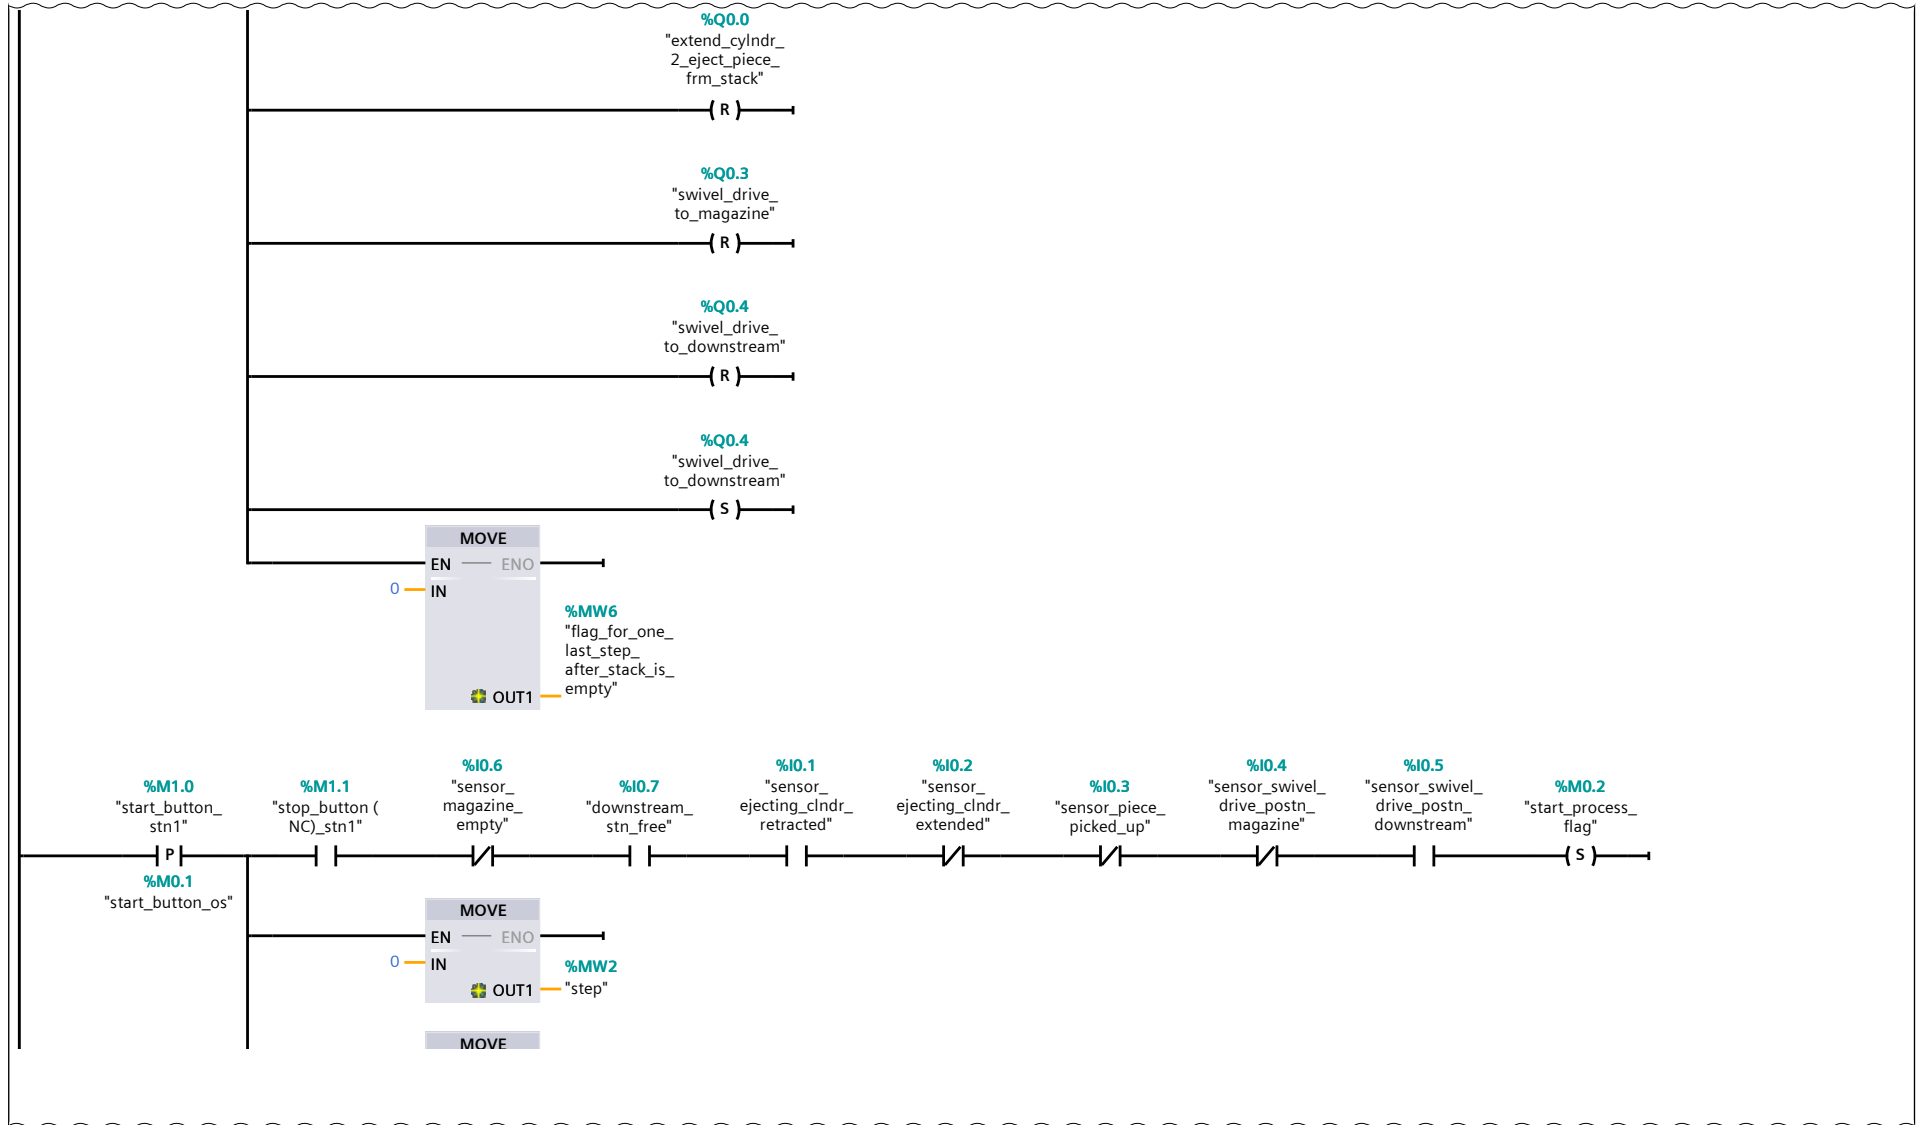 %Q0.0
"extend_cylndr_
2_eject_piece_
frm_stack"
( R )
%Q0.3
"swivel_drive_
to_magazine"
( R )
%Q0.4
"swivel_drive_
to_downstream"
( R )
%Q0.4
"swivel_drive_
to_downstream"
( S )
MOVE
EN ENO
0 IN
%MW6
"flag_for_one_
last_step_
after_stack_is_
empty"
OUT1
%M1.0
"start_button_
stn1"
P
%M0.1
"start_button_os"
%M1.1
"stop_button (
NC)_stn1"
%I0.6
"sensor_
magazine_
empty"
%I0.7
"downstream_
stn_free"
%I0.1
"sensor_
ejecting_clndr_
retracted"
%I0.2
"sensor_
ejecting_clndr_
extended"
%I0.3
"sensor_piece_
picked_up"
%I0.4
"sensor_swivel_
drive_postn_
magazine"
%I0.5
"sensor_swivel_
drive_postn_
downstream"
%M0.2
"start_process_
flag"
( S )
MOVE
EN ENO
0 IN
%MW2
OUT1 "step"
MOVE